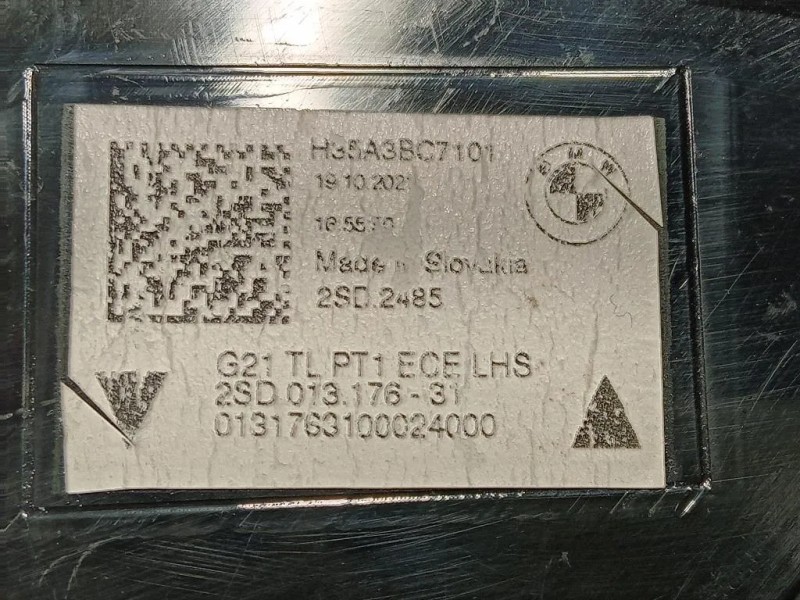 H35A3BC7101
BMW
19.10.202
Made in Slovakia
2SD.2485
G21 TL PT1 ECE LHS
2SD.013.176-31
0131763100024000